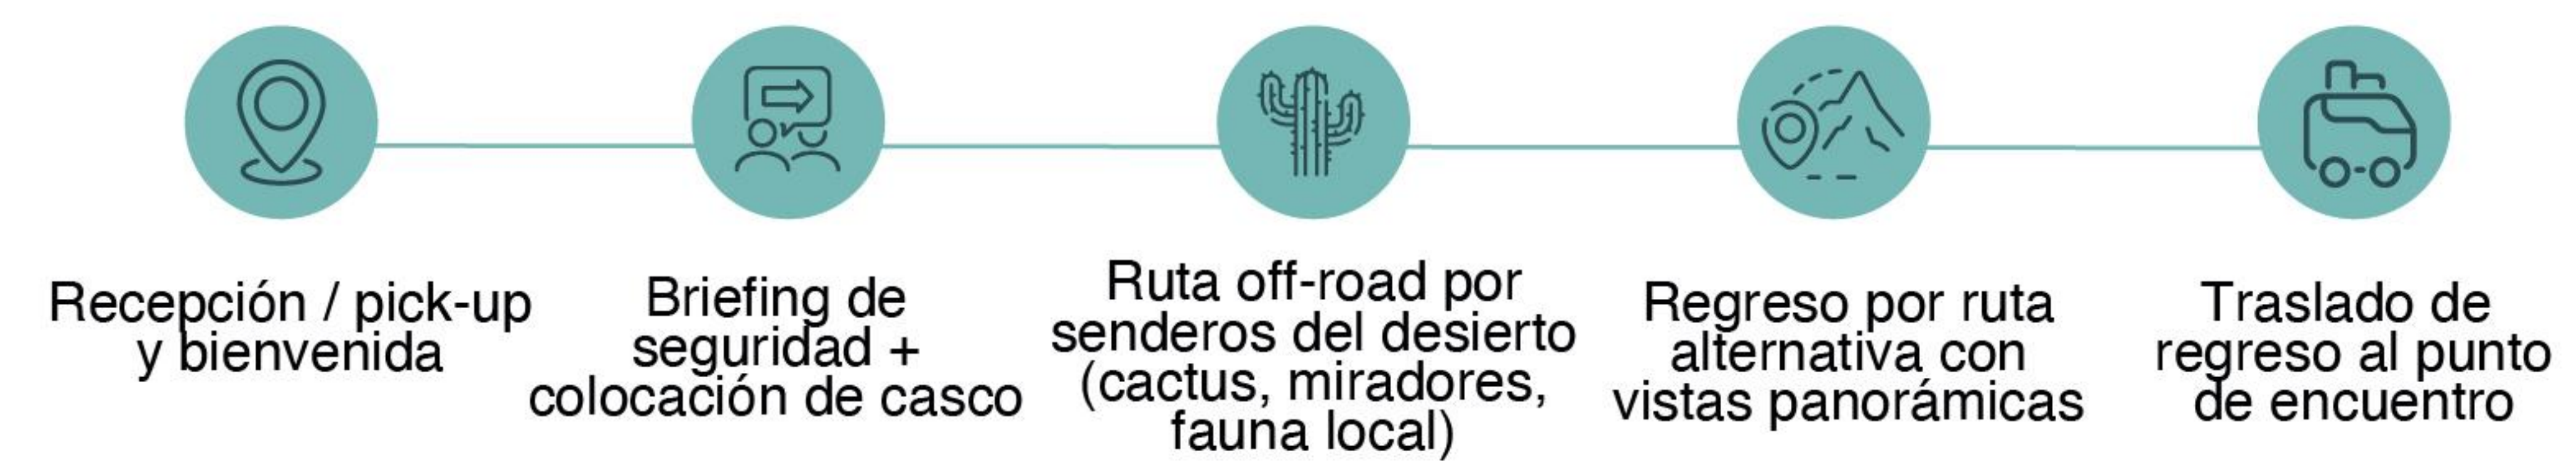 Recepción / pick-up
y bienvenida
Briefing de
seguridad +
colocación de casco
Ruta off-road por
senderos del desierto
(cactus, miradores,
fauna local)
Regreso por ruta
alternativa con
vistas panorámicas
Traslado de
regreso al punto
de encuentro